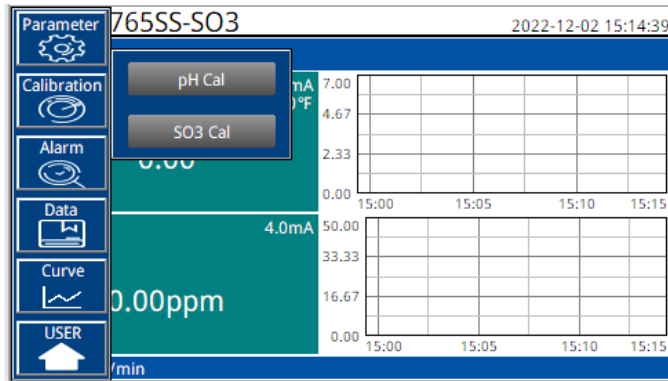 Parameter
765SS-SO3
2022-12-02 15:14:39
Calibration
Alarm
Data
Curve
USER
pH Cal
SO3 Cal
mA
°F
0.00
7.00
4.67
2.33
0.00
15:00 15:05 15:10 15:15
4.0mA
0.00ppm
50.00
33.33
16.67
0.00
15:00 15:05 15:10 15:15
/min